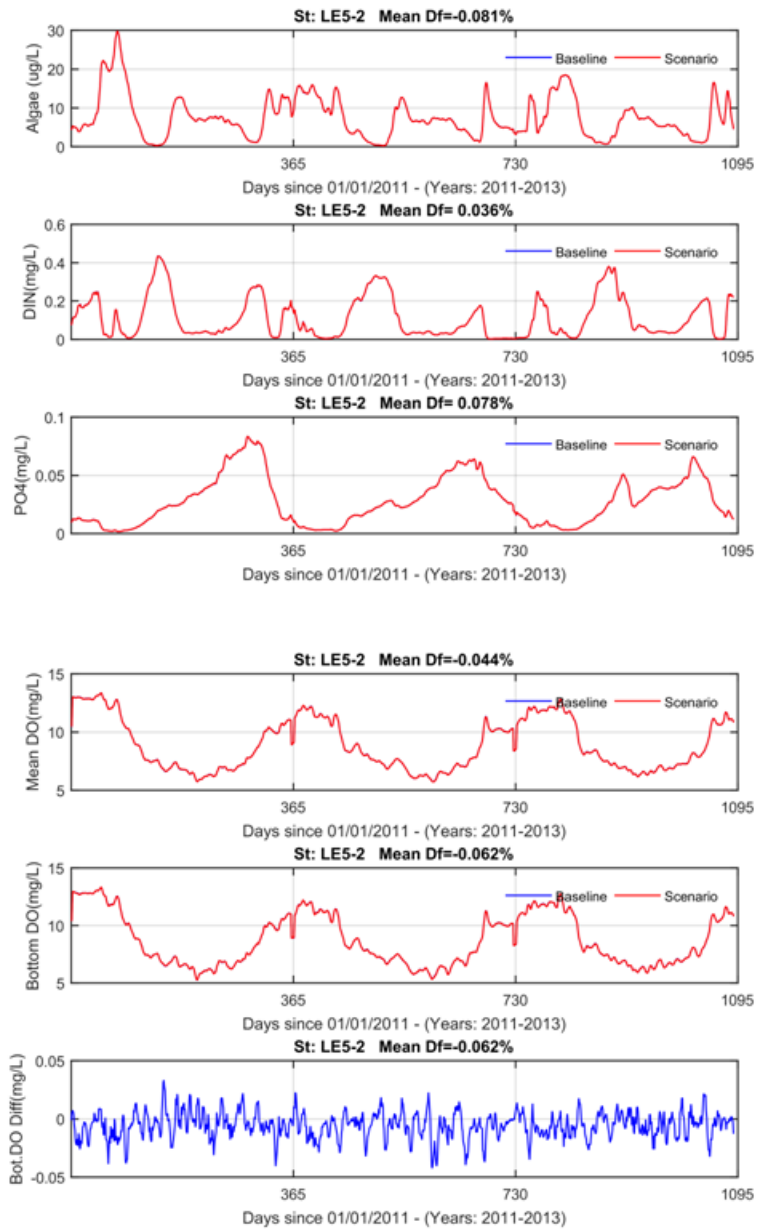 St: LE5-2 Mean Df=-0.081%
30
20
10
0
Algae (ug/L)
Baseline
Scenario
365
730
1095
Days since 01/01/2011 - (Years: 2011-2013)
St: LE5-2 Mean Df= 0.036%
0.6
0.4
0.2
0
DIN(mg/L)
Baseline
Scenario
365
730
1095
Days since 01/01/2011 - (Years: 2011-2013)
St: LE5-2 Mean Df= 0.078%
0.1
0.05
0
PO4(mg/L)
Baseline
Scenario
365
730
1095
Days since 01/01/2011 - (Years: 2011-2013)
St: LE5-2 Mean Df=-0.044%
15
10
5
Mean DO(mg/L)
Baseline
Scenario
365
730
1095
Days since 01/01/2011 - (Years: 2011-2013)
St: LE5-2 Mean Df=-0.062%
15
10
5
Bottom DO(mg/L)
Baseline
Scenario
365
730
1095
Days since 01/01/2011 - (Years: 2011-2013)
St: LE5-2 Mean Df=-0.062%
0.05
0
-0.05
Bot.DO Diff(mg/L)
365
730
1095
Days since 01/01/2011 - (Years: 2011-2013)